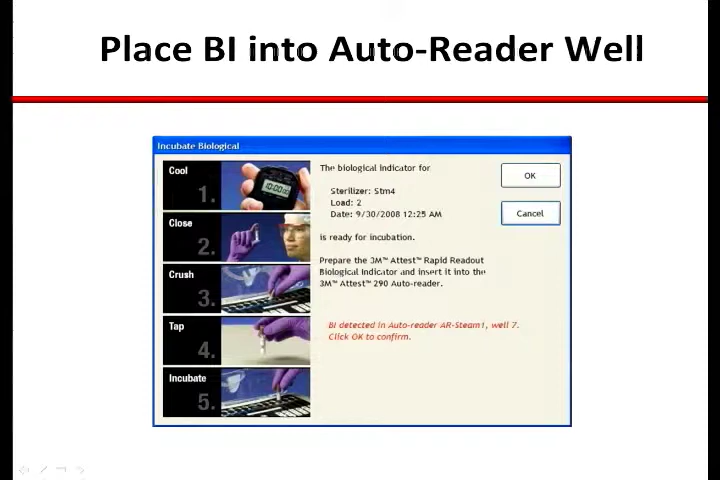 Place BI into Auto-Reader Well
Incubate Biological
Cool
1.
Close
2.
Crush
3.
Tap
4.
Incubate
5.
10:00
The biological indicator for
Sterilizer: Stm4
Load: 2
Date: 9/30/2008 12:25 AM
is ready for incubation.
Prepare the 3M™ Attest™ Rapid Readout
Biological Indicator and insert it into the
3M™ Attest™ 290 Auto-reader.
BI detected in Auto-reader AR-Steam1, well 7.
Click OK to confirm.
OK
Cancel